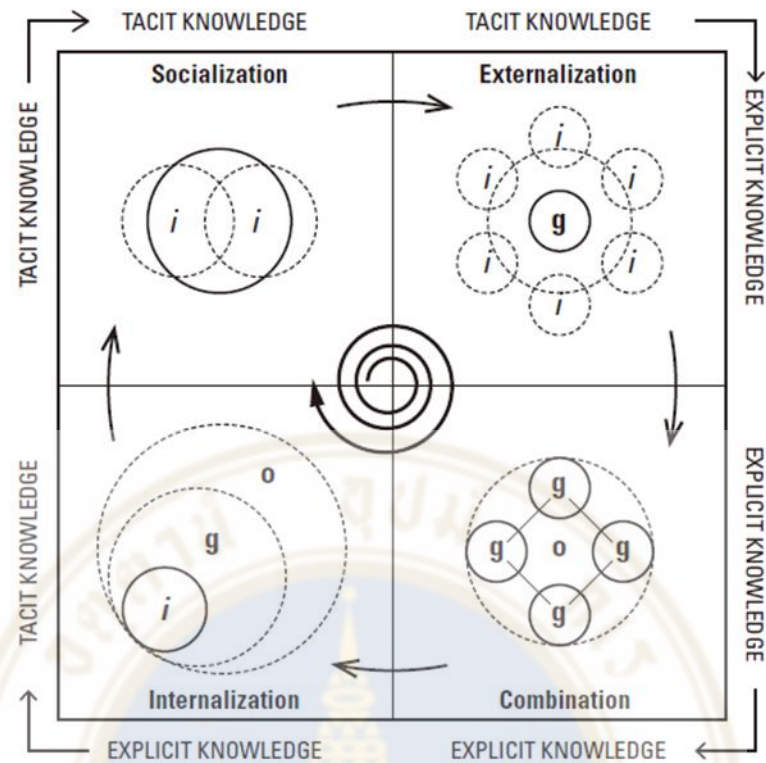 TACIT KNOWLEDGE
TACIT KNOWLEDGE
TACIT KNOWLEDGE
EXPLICIT KNOWLEDGE
Socialization
Externalization
i
i
i
i
i
g
i
i
i
TACIT KNOWLEDGE
EXPLICIT KNOWLEDGE
o
g
i
g
g
o
g
g
Internalization
Combination
EXPLICIT KNOWLEDGE
EXPLICIT KNOWLEDGE